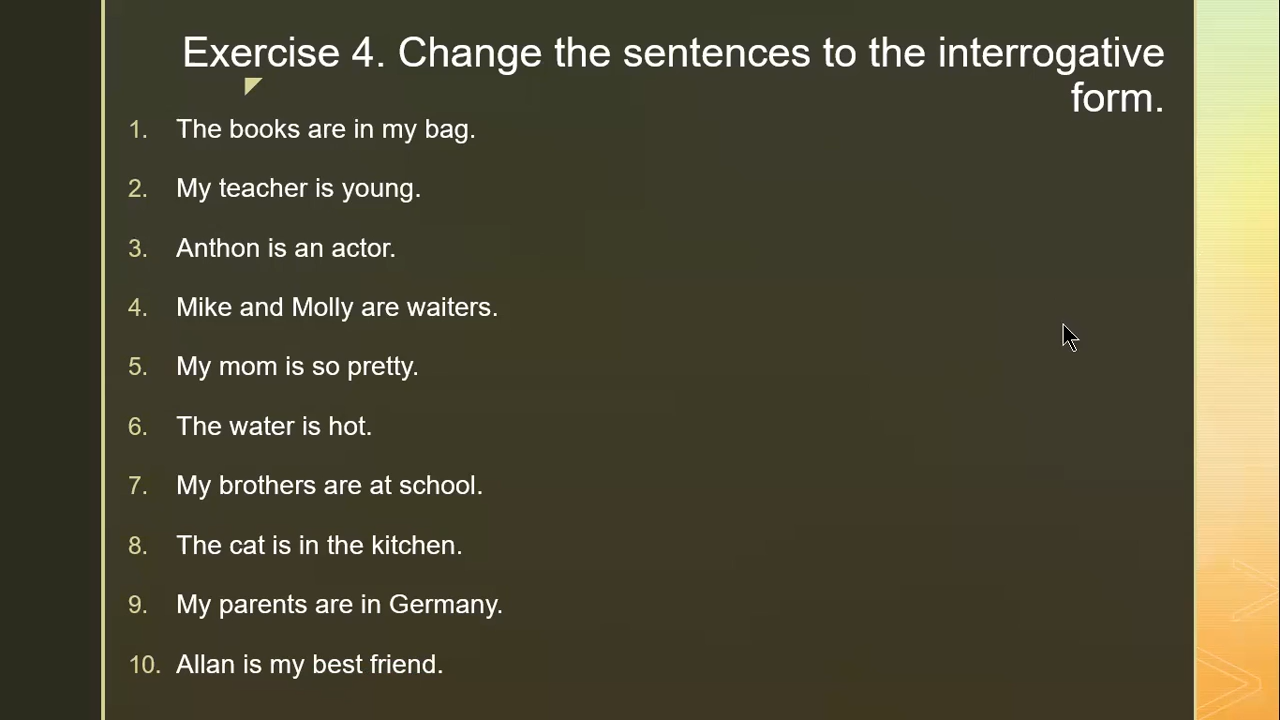 Exercise 4. Change the sentences to the interrogative
form.
1. The books are in my bag.
2. My teacher is young.
3. Anthon is an actor.
4. Mike and Molly are waiters.
5. My mom is so pretty.
6. The water is hot.
7. My brothers are at school.
8. The cat is in the kitchen.
9. My parents are in Germany.
10. Allan is my best friend.